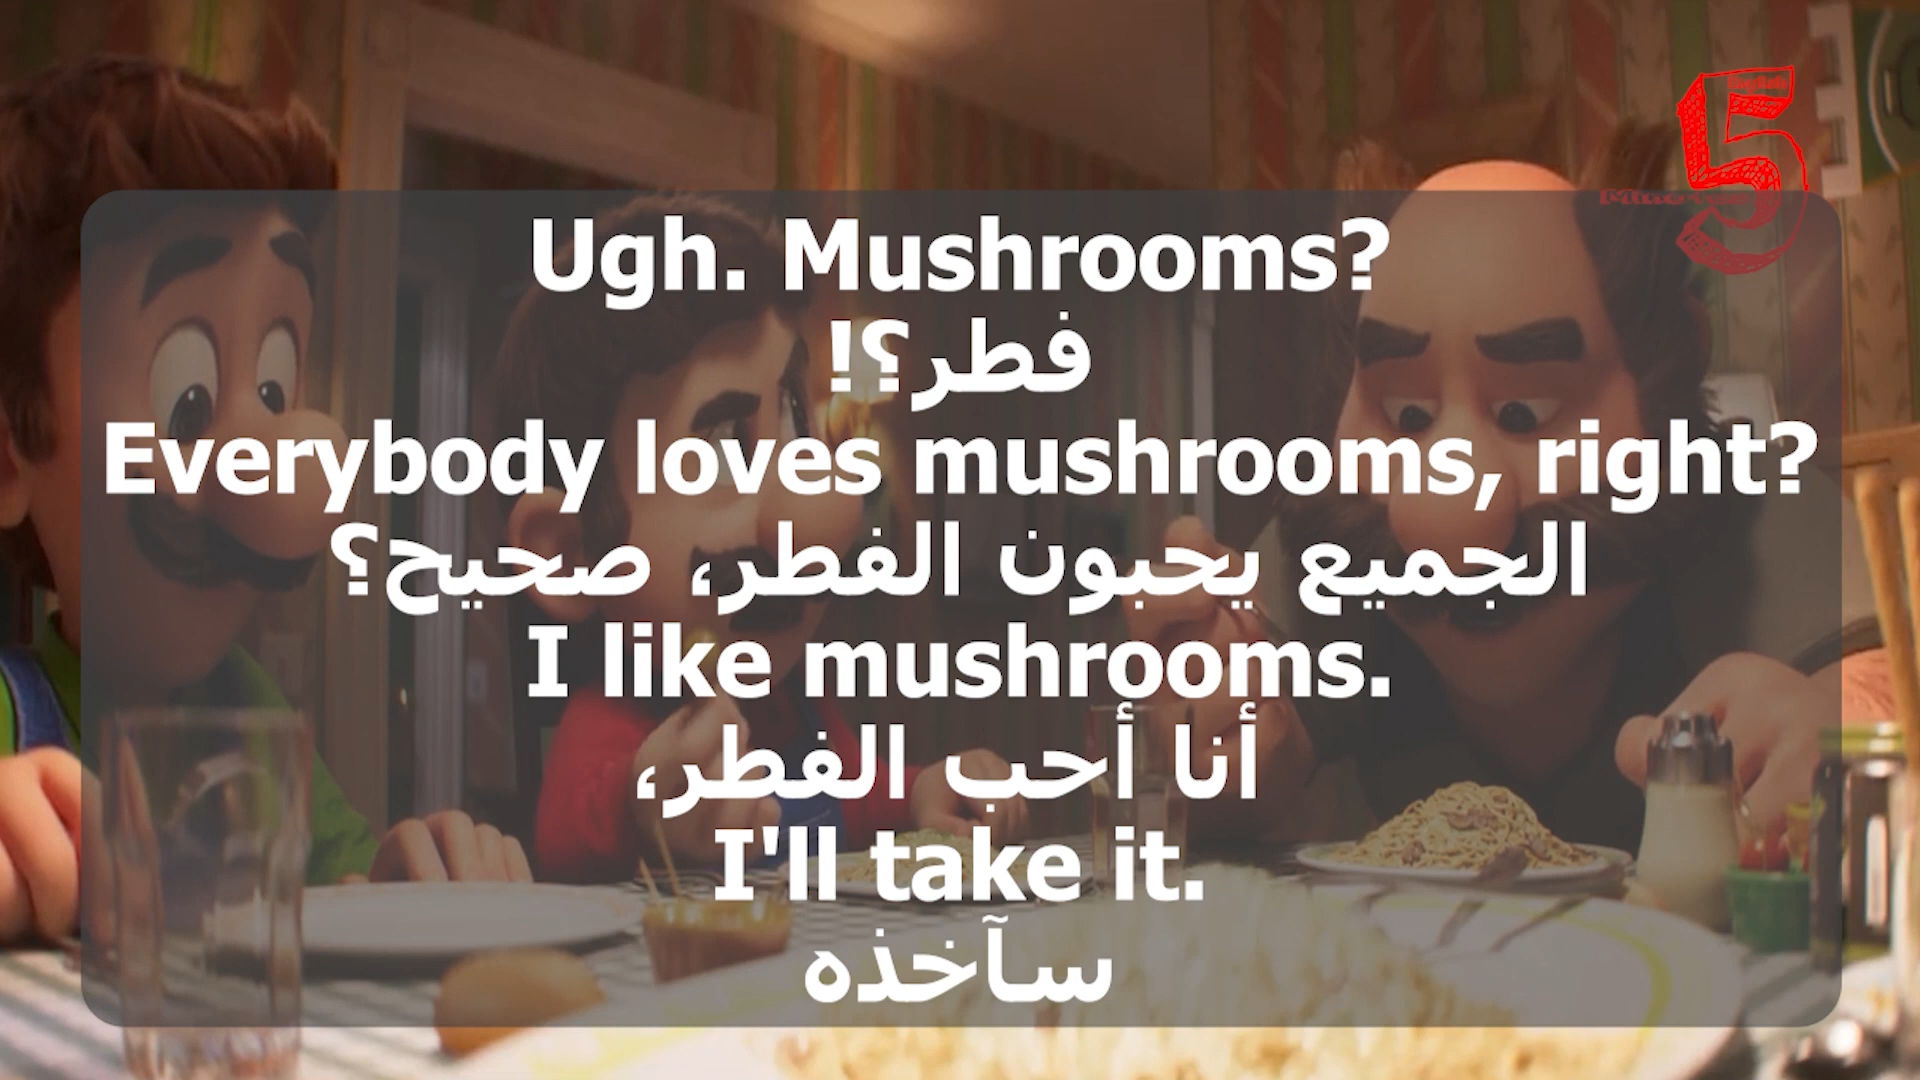 Ugh. Mushrooms?
فطر؟!
Everybody loves mushrooms, right?
الجميع يحبون الفطر، صحيح؟
I like mushrooms.
أنا أحب الفطر،
I'll take it.
سآخذه
5